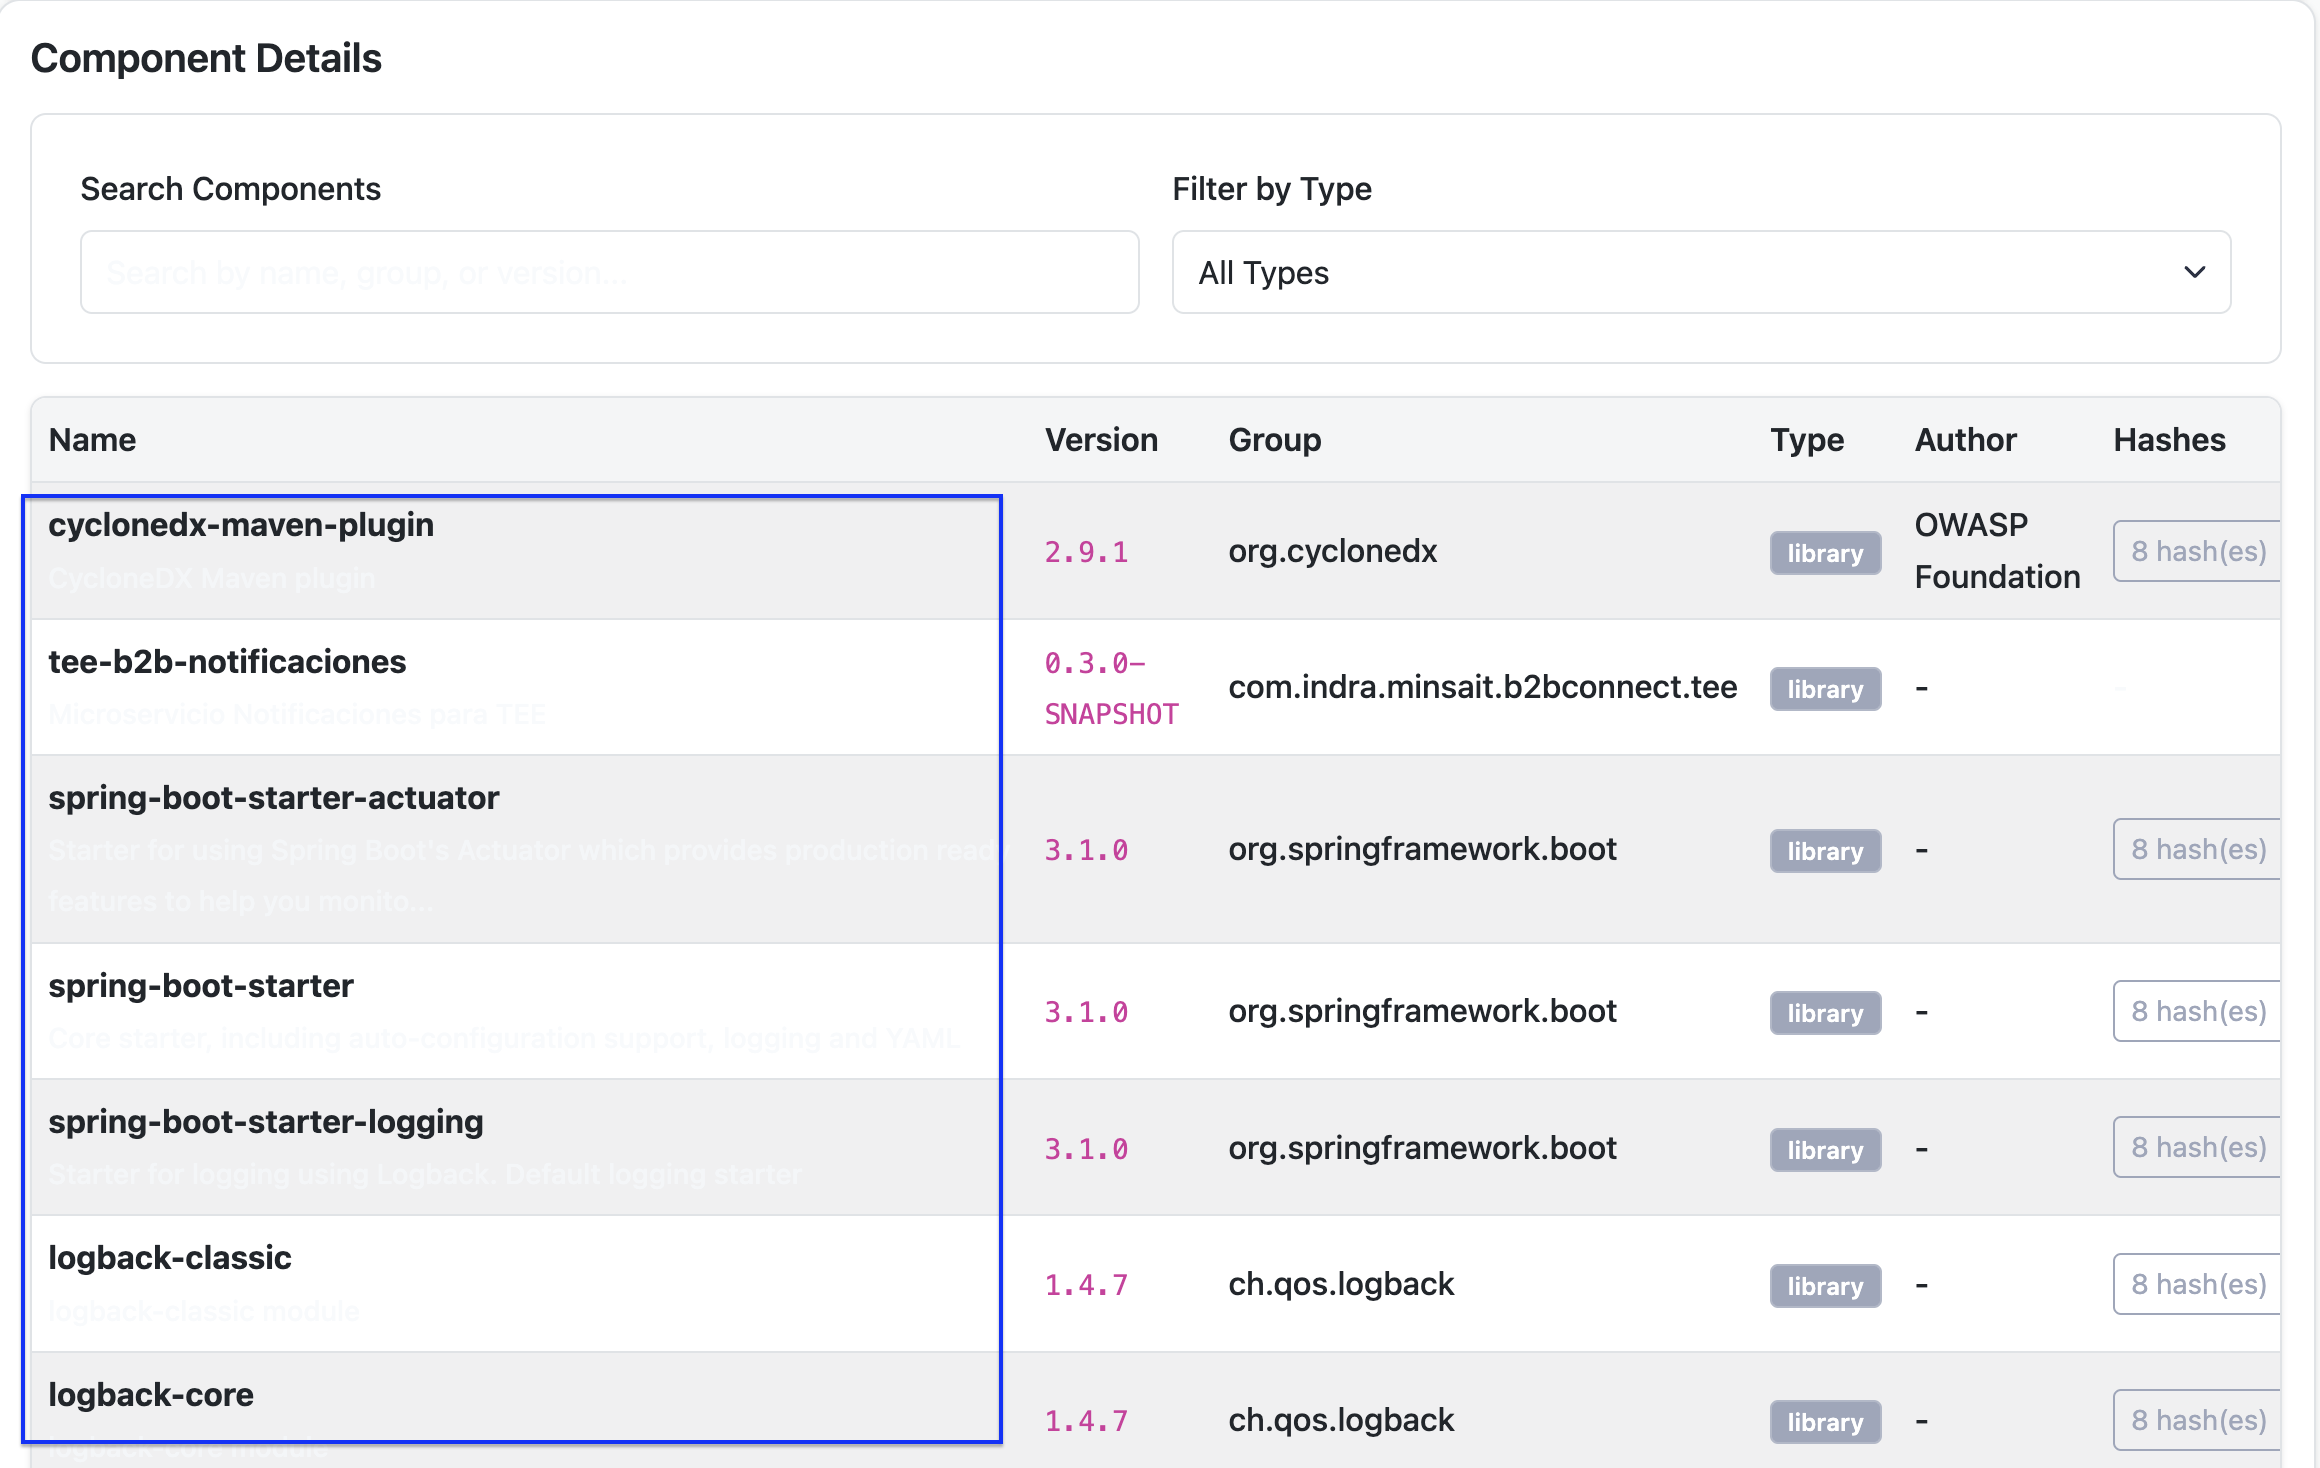 Component Details
Search Components
Filter by Type
Search by name, group, or version...
All Types
Name Version Group Type Author Hashes
cyclonedx-maven-plugin
CycloneDX Maven plugin
2.9.1
org.cyclonedx
library
OWASP
Foundation
8 hash(es)
tee-b2b-notificaciones
Microservicio Notificaciones para TEE
0.3.0-
SNAPSHOT
com.indra.minsait.b2bconnect.tee
library
-
-
spring-boot-starter-actuator
Starter for using Spring Boot's Actuator which provides production ready
features to help you monito...
3.1.0
org.springframework.boot
library
-
8 hash(es)
spring-boot-starter
Core starter, including auto-configuration support, logging and YAML
3.1.0
org.springframework.boot
library
-
8 hash(es)
spring-boot-starter-logging
Starter for logging using Logback. Default logging starter
3.1.0
org.springframework.boot
library
-
8 hash(es)
logback-classic
logback-classic module
1.4.7
ch.qos.logback
library
-
8 hash(es)
logback-core
logback-core module
1.4.7
ch.qos.logback
library
-
8 hash(es)